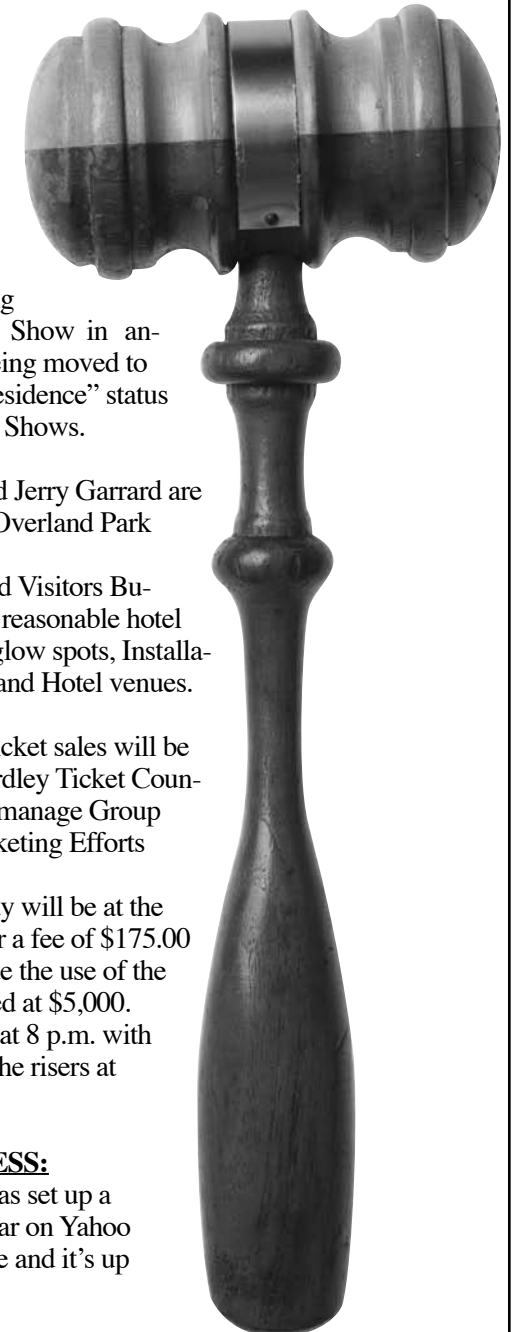 g
Show in an-
ing moved to
esidence” status
Shows.
d Jerry Garrard are
Overland Park
d Visitors Bu-
reasonable hotel
glow spots, Installa-
and Hotel venues.
icket sales will be
rdley Ticket Coun-
manage Group
keting Efforts
y will be at the
r a fee of $175.00
e the use of the
ed at $5,000.
at 8 p.m. with
he risers at
ESS:
as set up a
ar on Yahoo
e and it’s up